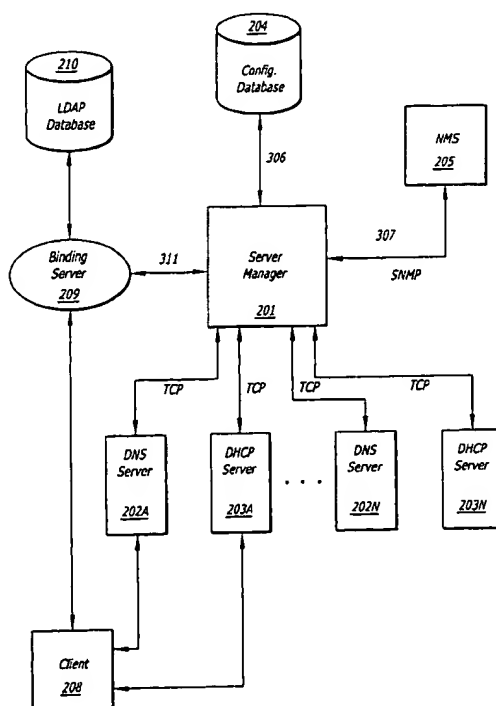 204
Config.
Database
210
LDAP
Database
NMS
205
306
Binding
Server
209
311
Server
Manager
201
307
SNMP
TCP
TCP
TCP
TCP
DNS
Server
202A
DHCP
Server
203A
. . .
DNS
Server
202N
DHCP
Server
203N
Client
208